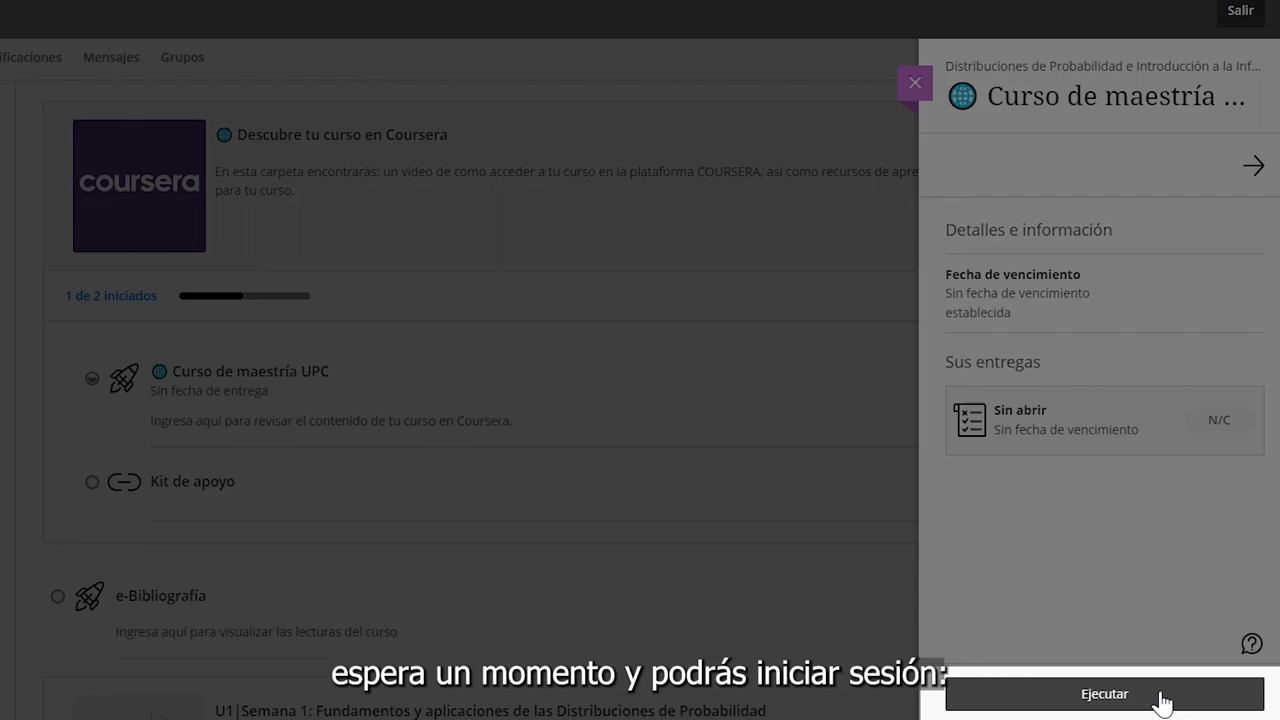 Salir
ificaciones Mensajes Grupos
Distribuciones de Probabilidad e Introducción a la Inf...
Curso de maestría ...
coursera
Descubre tu curso en Coursera
En esta carpeta encontrarás: un video de cómo acceder a tu curso en la plataforma COURSERA, así como recursos de apre
para tu curso.
1 de 2 iniciados
Curso de maestría UPC
Sin fecha de entrega
Ingresa aquí para revisar el contenido de tu curso en Coursera.
Kit de apoyo
e-Bibliografía
Ingresa aquí para visualizar las lecturas del curso
U1|Semana 1: Fundamentos y aplicaciones de las Distribuciones de Probabilidad
Detalles e información
Fecha de vencimiento
Sin fecha de vencimiento
establecida
Sus entregas
Sin abrir
Sin fecha de vencimiento
N/C
Ejecutar
espera un momento y podrás iniciar sesión: